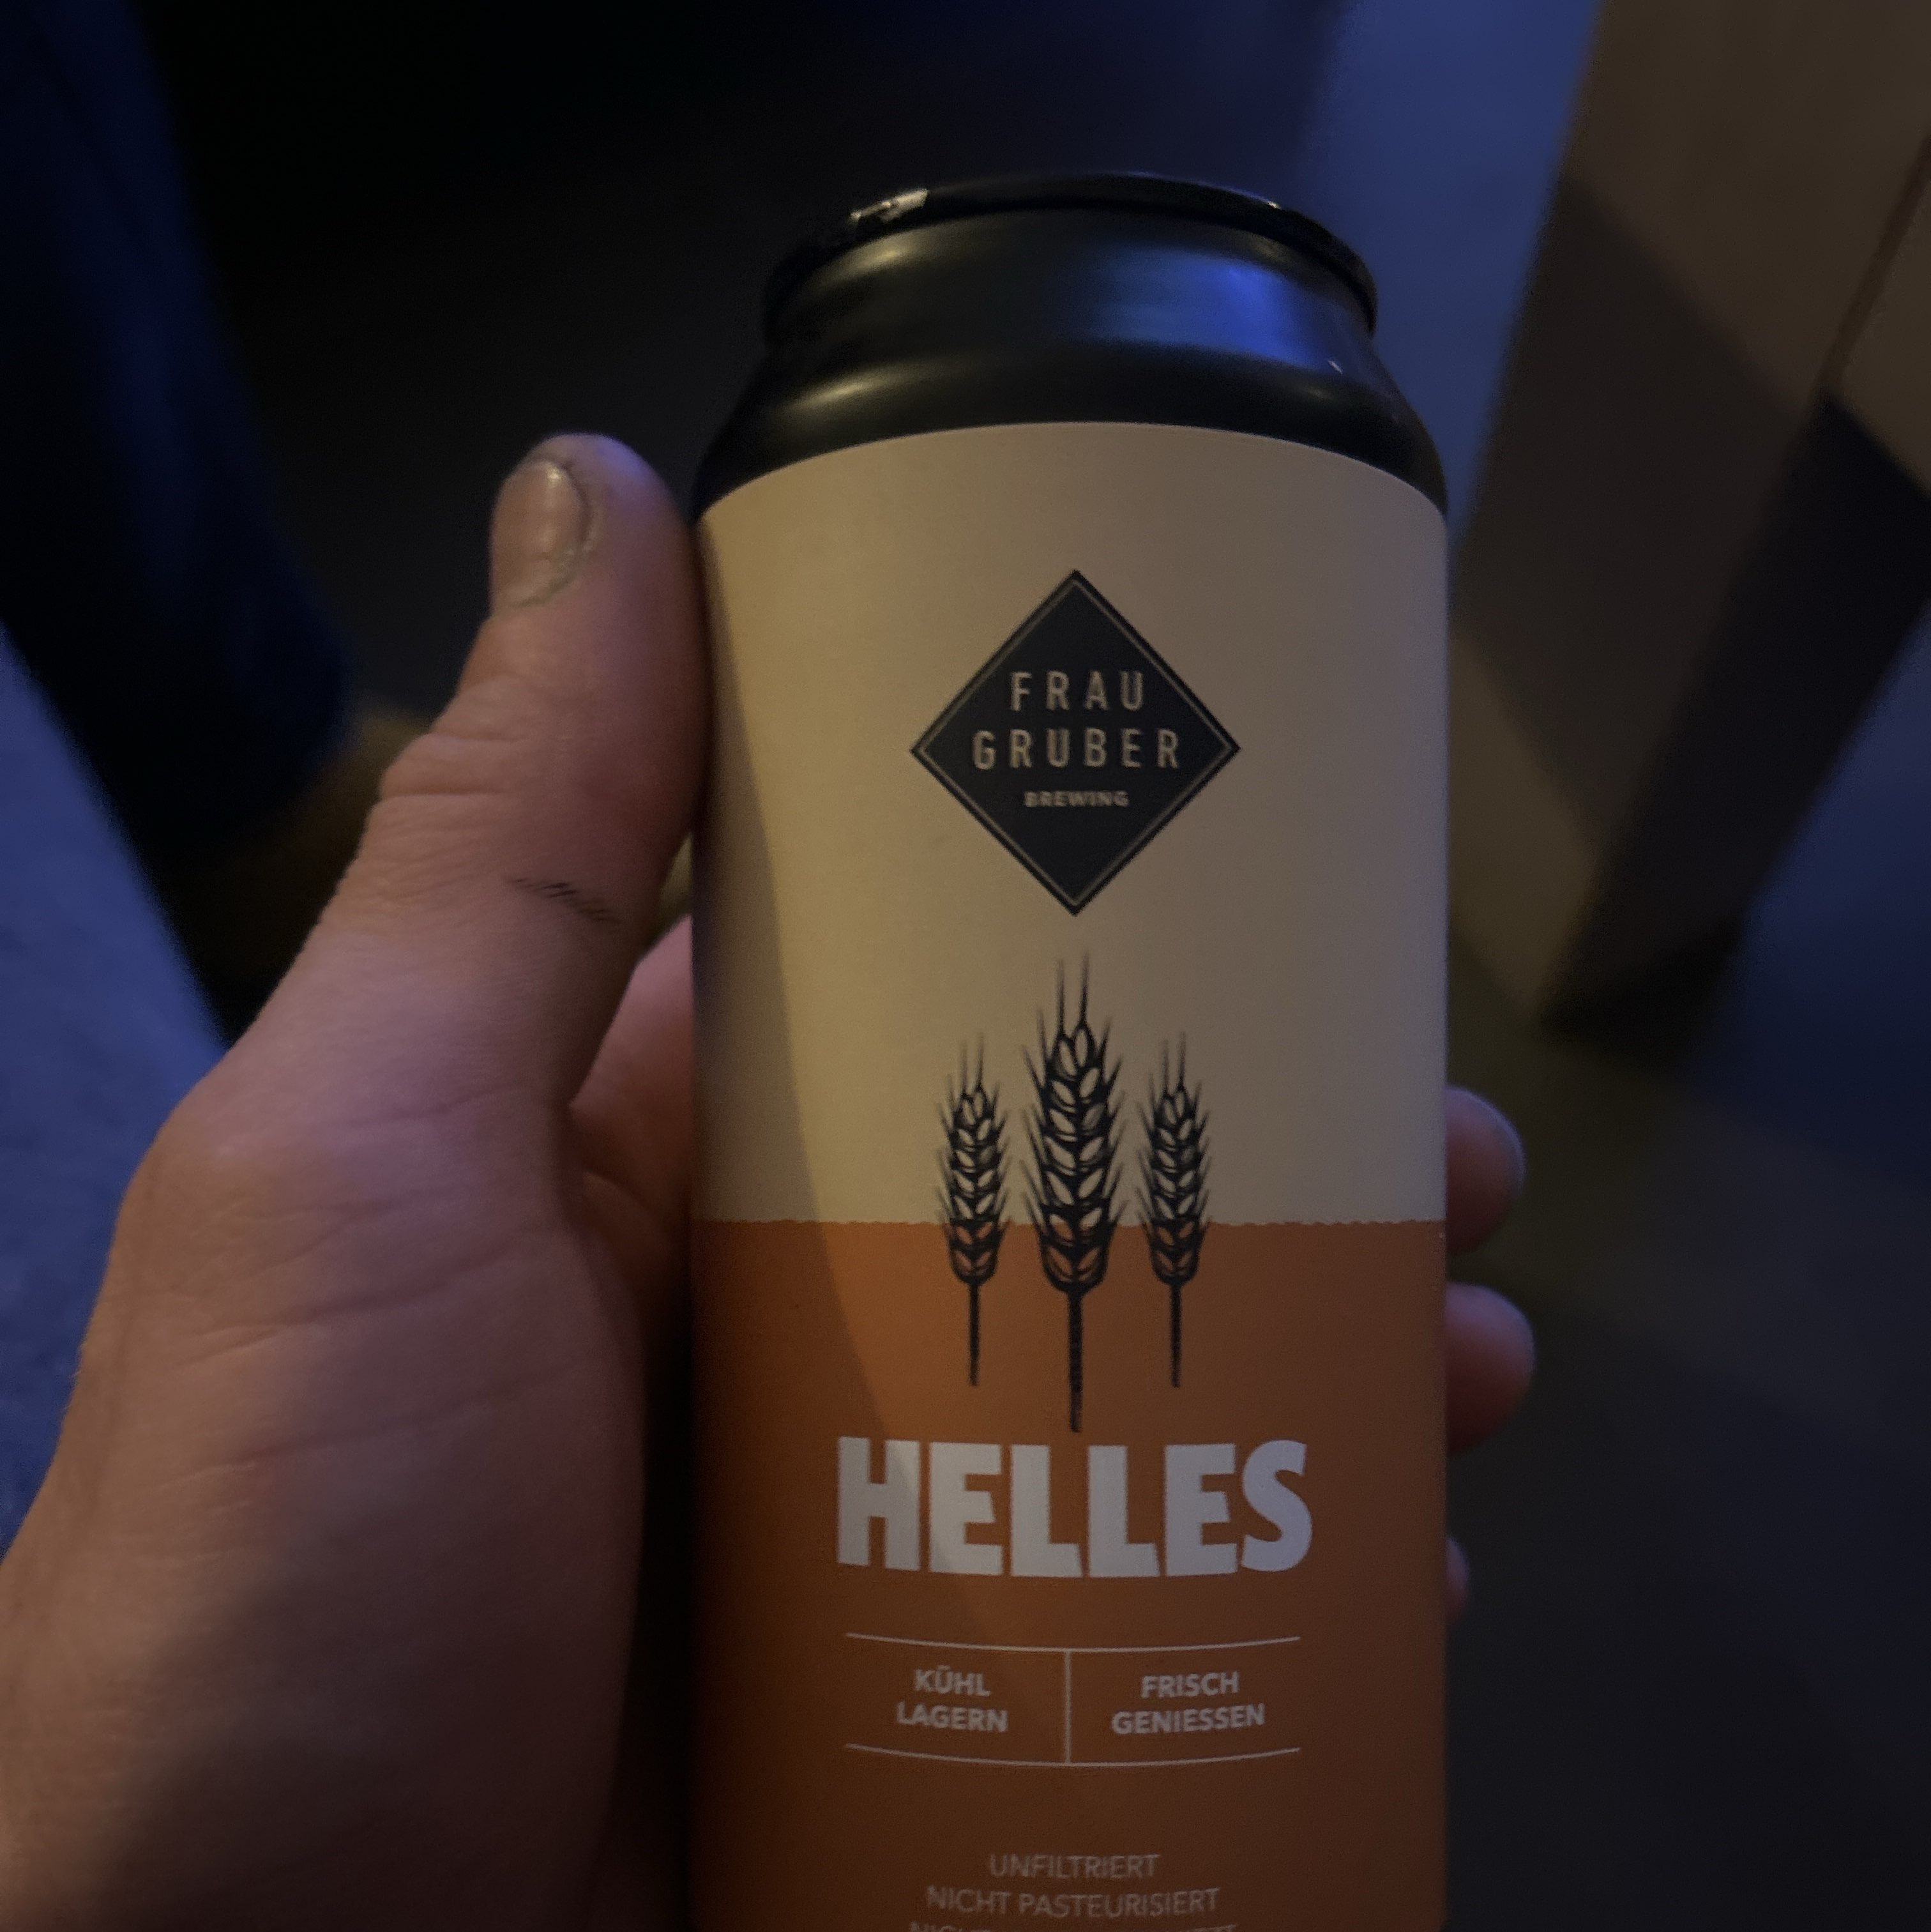 FRAU
GRUBER
BREWING
HELLES
KÜHL
LAGERN
FRISCH
GENIESSEN
UNFILTRIERT
NICHT PASTEURISIERT